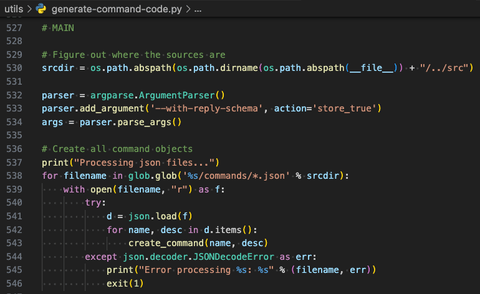 utils > generate-command-code.py > ...
527 # MAIN
528
529 # Figure out where the sources are
530 srcdir = os.path.abspath(os.path.dirname(os.path.abspath(__file__)) + "/../src")
531
532 parser = argparse.ArgumentParser()
533 parser.add_argument('--with-reply-schema', action='store_true')
534 args = parser.parse_args()
535
536 # Create all command objects
537 print("Processing json files...")
538 for filename in glob.glob('%s/commands/*.json' % srcdir):
539     with open(filename, "r") as f:
540         try:
541             d = json.load(f)
542             for name, desc in d.items():
543                 create_command(name, desc)
544         except json.decoder.JSONDecodeError as err:
545             print("Error processing %s: %s" % (filename, err))
546             exit(1)